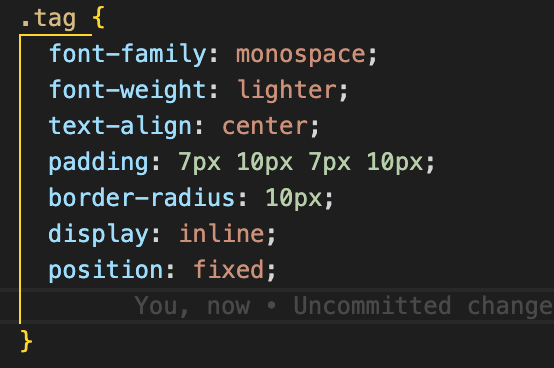 .tag {
font-family: monospace;
font-weight: lighter;
text-align: center;
padding: 7px 10px 7px 10px;
border-radius: 10px;
display: inline;
position: fixed;
You, now • Uncommitted change
}